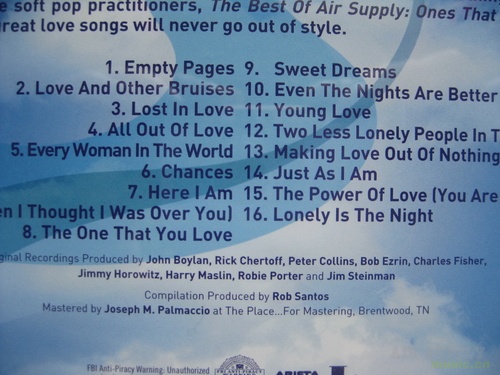 soft pop practitioners, The Best Of Air Supply: Ones That
great love songs will never go out of style.
1. Empty Pages
2. Love And Other Bruises
3. Lost In Love
4. All Out Of Love
5. Every Woman In The World
6. Chances
7. Here I Am
en I Thought I Was Over You)
8. The One That You Love
9. Sweet Dreams
10. Even The Nights Are Better
11. Young Love
12. Two Less Lonely People In T
13. Making Love Out Of Nothing
14. Just As I Am
15. The Power Of Love (You Are
16. Lonely Is The Night
ginal Recordings Produced by John Boylan, Rick Chertoff, Peter Collins, Bob Ezrin, Charles Fisher,
Jimmy Horowitz, Harry Maslin, Robie Porter and Jim Steinman
Compilation Produced by Rob Santos
Mastered by Joseph M. Palmaccio at The Place...For Mastering, Brentwood, TN
FBI Anti-Piracy Warning: Unauthorized
ARISTA